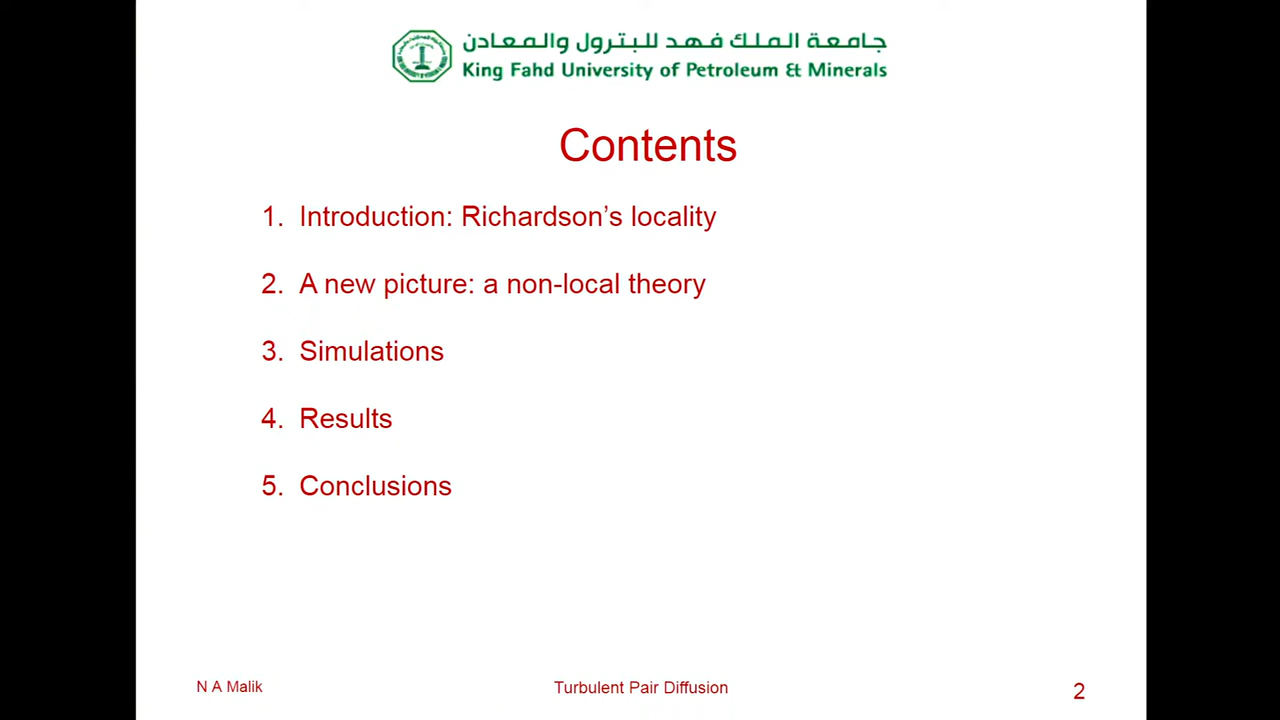 جامعة الملك فهد للبترول والمعادن
King Fahd University of Petroleum & Minerals
Contents
1. Introduction: Richardson’s locality
2. A new picture: a non-local theory
3. Simulations
4. Results
5. Conclusions
N A Malik
Turbulent Pair Diffusion
2